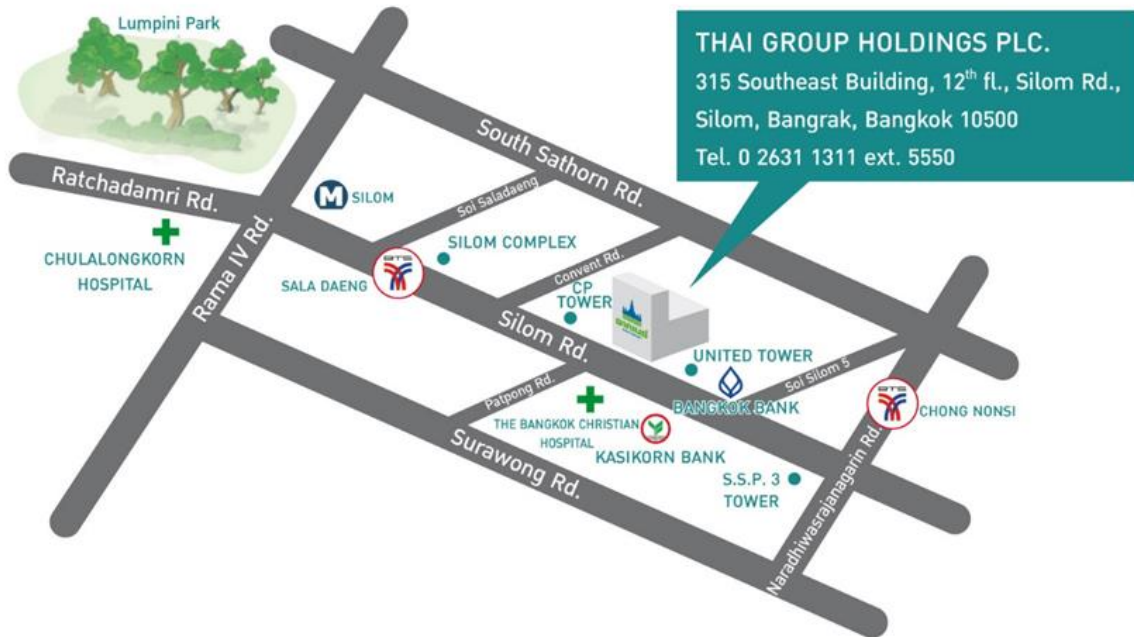 Lumpini Park
THAI GROUP HOLDINGS PLC.
315 Southeast Building, 12th fl., Silom Rd.,
Silom, Bangrak, Bangkok 10500
Tel. 0 2631 1311 ext. 5550
South Sathorn Rd.
Ratchadamri Rd.
Rama IV Rd.
M
SILOM
Soi Saladaeng
CHULALONGKORN
HOSPITAL
BTS
SALA DAENG
SILOM COMPLEX
Convent Rd.
CP
TOWER
Silom Rd.
UNITED TOWER
Soi Silom 5
BANGKOK BANK
BTS
CHONG NONSI
Patpong Rd.
THE BANGKOK CHRISTIAN
HOSPITAL
KASIKORN BANK
Surawong Rd.
S.S.P. 3
TOWER
Naradhiwasrajanagarin Rd.